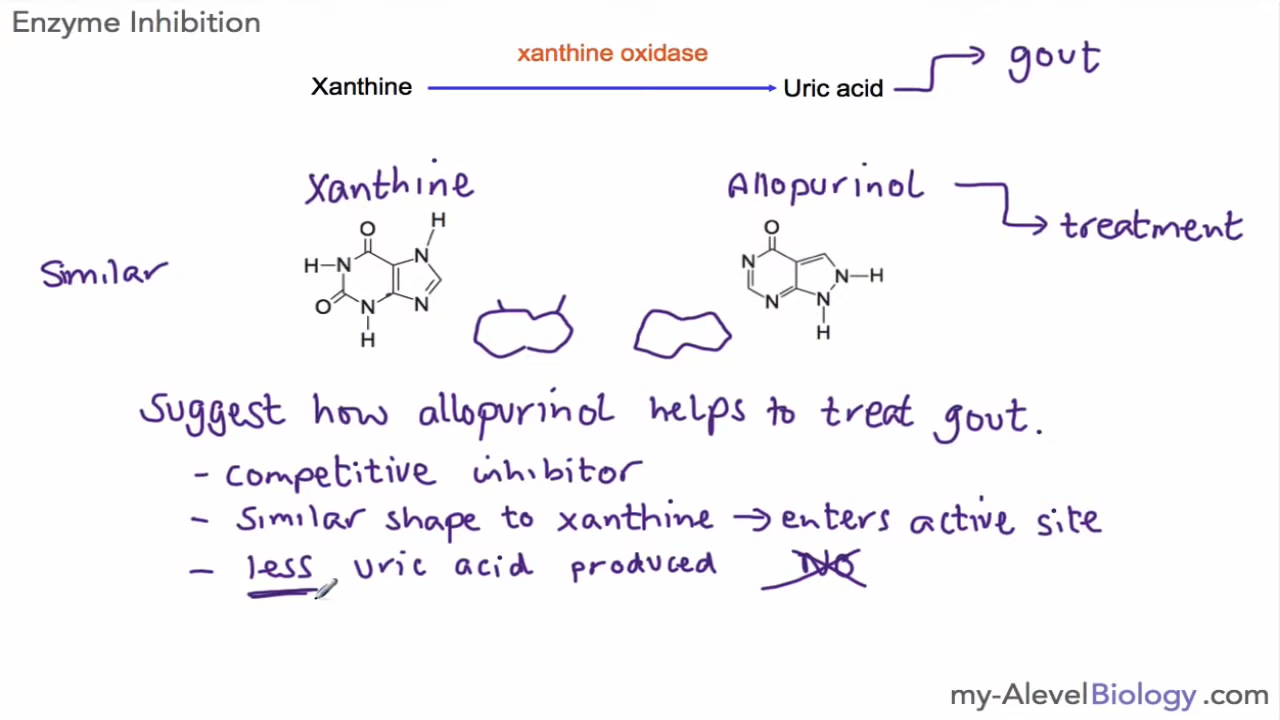 Enzyme Inhibition
xanthine oxidase
Xanthine → Uric acid → gout
Xanthine
Allopurinol → treatment
Similar
O H
H-N N
O N N
H
O
N N-H
N N
H
Suggest how allopurinol helps to treat gout.
- competitive inhibitor
- similar shape to xanthine → enters active site
- less uric acid produced NO
my-AlevelBiology.com